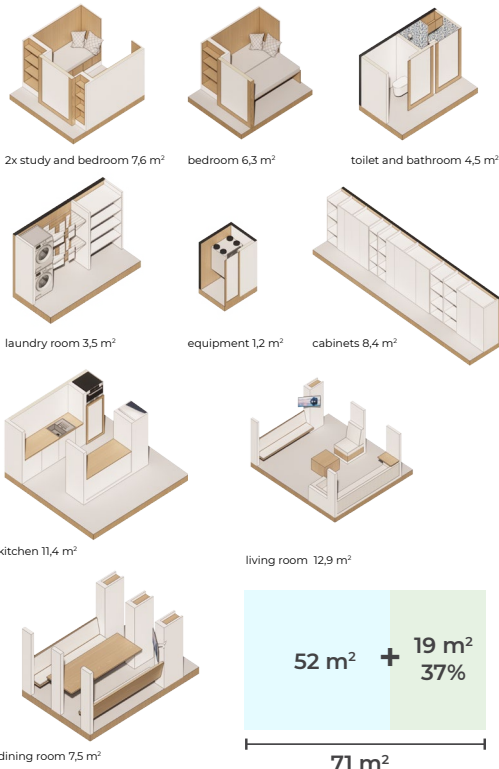 2x study and bedroom 7,6 m²
bedroom 6,3 m²
toilet and bathroom 4,5 m²
laundry room 3,5 m²
equipment 1,2 m²
cabinets 8,4 m²
kitchen 11,4 m²
living room 12,9 m²
dining room 7,5 m²
52 m² + 19 m²
37%
71 m²